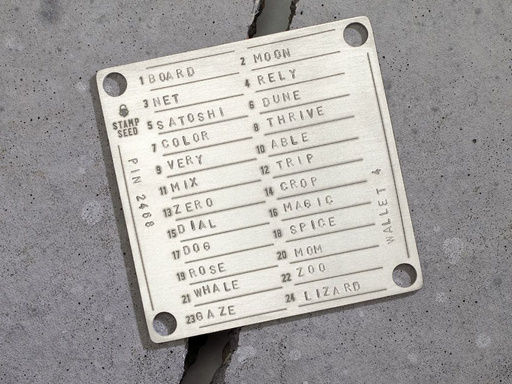 1 BOARD
2 MOON
3 NET
4 RELY
5 SATOSHI
6 DUNE
7 COLOR
8 THRIVE
9 VERY
10 ABLE
11 MIX
12 TRIP
13 ZERO
14 CROP
15 DIAL
16 MAGIC
17 DOG
18 SPICE
19 ROSE
20 MOM
21 WHALE
22 ZOO
23 GAZE
24 LIZARD
STAMP
SEED
PIN 2468
WALLET 4